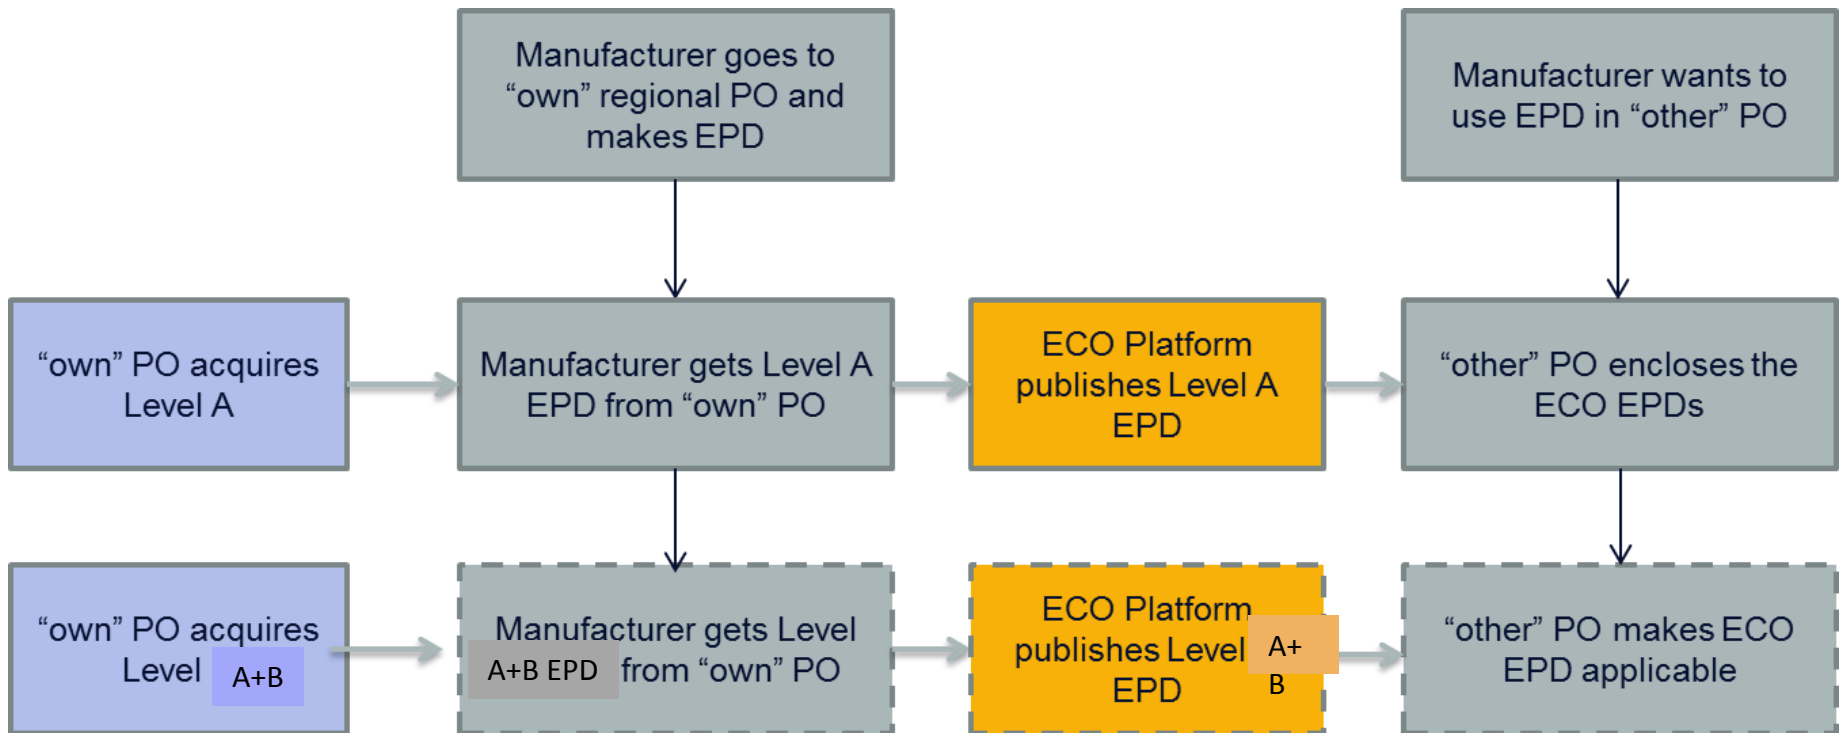 Manufacturer goes to
“own” regional PO and
makes EPD
Manufacturer wants to
use EPD in “other” PO
“own” PO acquires
Level A
Manufacturer gets Level A
EPD from “own” PO
ECO Platform
publishes Level A
EPD
“other” PO encloses the
ECO EPDs
“own” PO acquires
Level A+B
Manufacturer gets Level
A+B EPD from “own” PO
ECO Platform
publishes Level A+
B
EPD
“other” PO makes ECO
EPD applicable